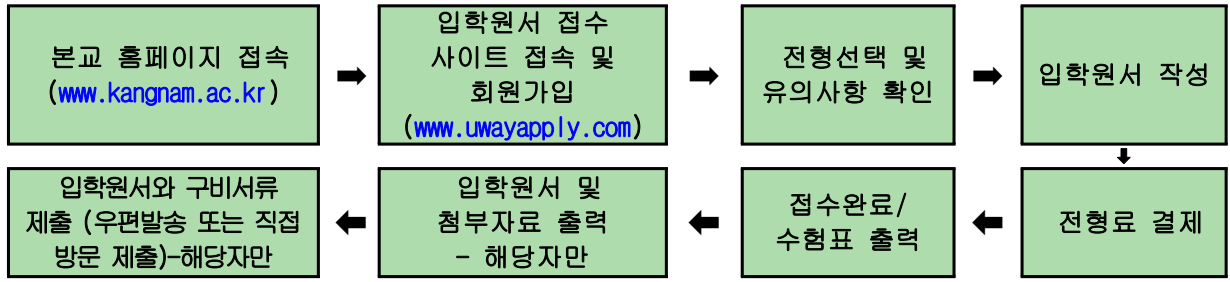 본교 홈페이지 접속
(www.kangnam.ac.kr)
입학원서 접수
사이트 접속 및
회원가입
(www.uwayapply.com)
전형선택 및
유의사항 확인
입학원서 작성
전형료 결제
접수완료/
수험표 출력
입학원서 및
첨부자료 출력
- 해당자만
입학원서와 구비서류
제출 (우편발송 또는 직접
방문 제출)-해당자만